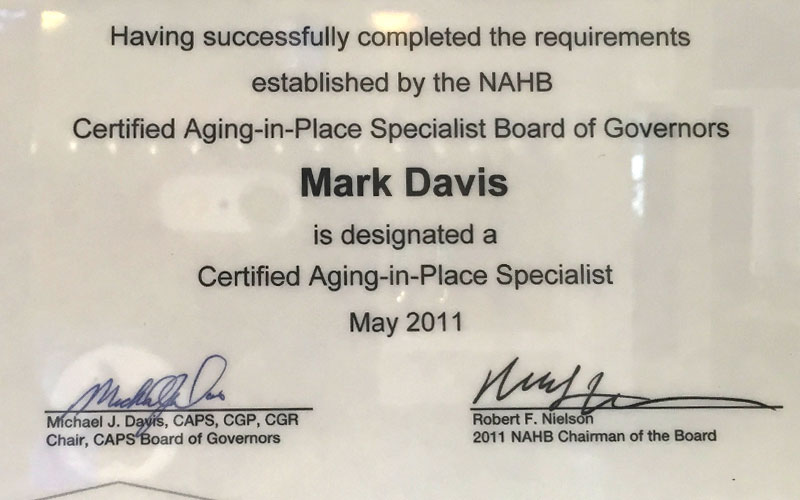 Having successfully completed the requirements
established by the NAHB
Certified Aging-in-Place Specialist Board of Governors
Mark Davis
is designated a
Certified Aging-in-Place Specialist
May 2011
Michael J. Davis, CAPS, CGP, CGR
Chair, CAPS Board of Governors
Robert F. Nielson
2011 NAHB Chairman of the Board